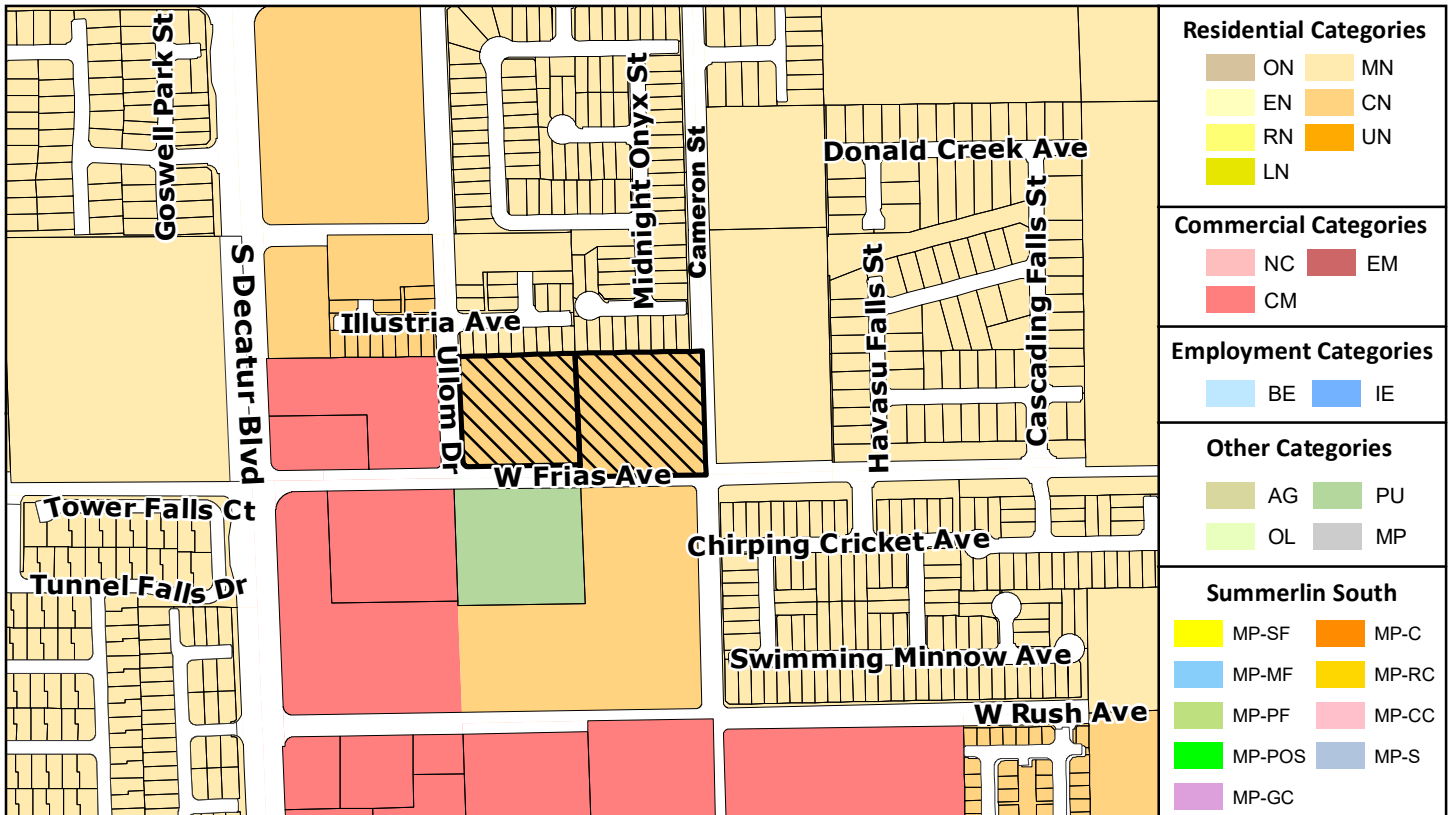 Goswell Park St
Midnight Onyx St
Cameron St
Donald Creek Ave
S Decatur Blvd
Illustria Ave
Ullom Dr
Havasu Falls St
Cascading Falls St
W Frias Ave
Tower Falls Ct
Chirping Cricket Ave
Tunnel Falls Dr
Swimming Minnow Ave
W Rush Ave
Residential Categories
ON MN
EN CN
RN UN
LN
Commercial Categories
NC EM
CM
Employment Categories
BE IE
Other Categories
AG PU
OL MP
Summerlin South
MP-SF MP-C
MP-MF MP-RC
MP-PF MP-CC
MP-POS MP-S
MP-GC